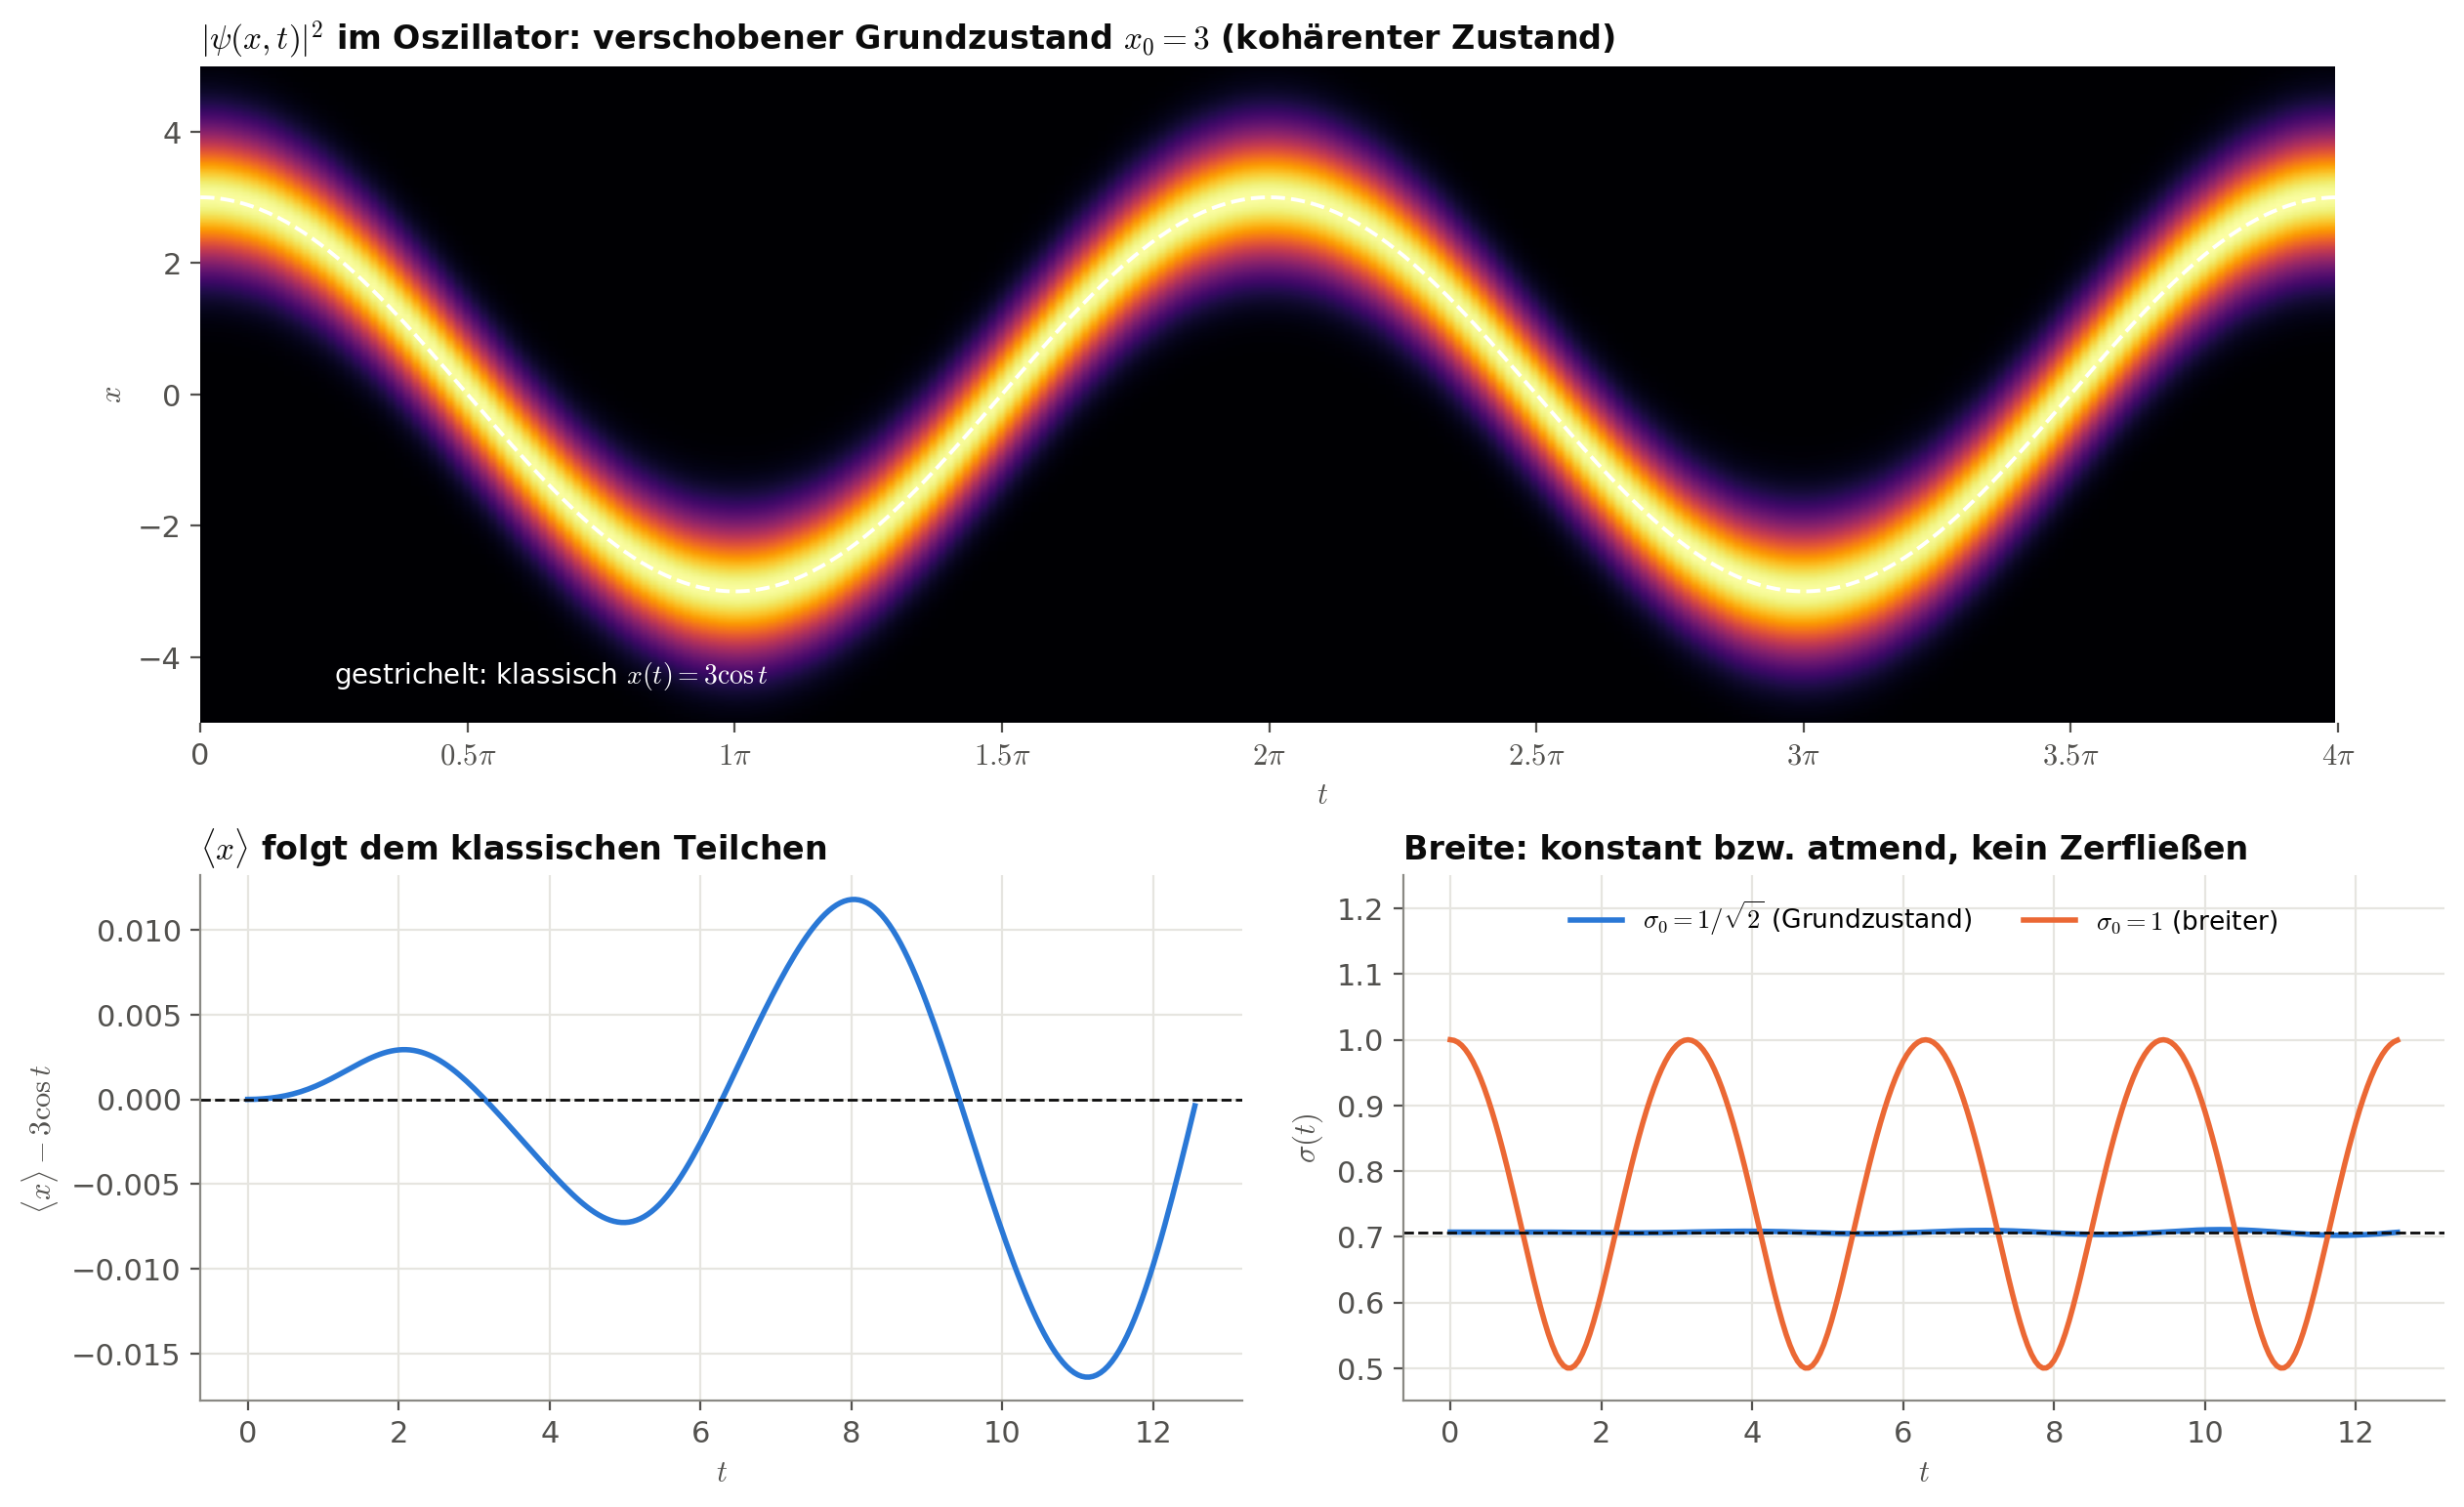 |ψ(x,t)|² im Oszillator: verschobener Grundzustand x₀ = 3 (kohärenter Zustand)
4
2
0
−2
−4
x
gestrichelt: klassisch x(t) = 3cos t
0 0.5π 1π 1.5π 2π 2.5π 3π 3.5π 4π
t
⟨x⟩ folgt dem klassischen Teilchen
0.010
0.005
0.000
−0.005
−0.010
−0.015
⟨x⟩ − 3cos t
0 2 4 6 8 10 12
t
Breite: konstant bzw. atmend, kein Zerfließen
σ₀ = 1/√2 (Grundzustand) σ₀ = 1 (breiter)
1.2
1.1
1.0
0.9
0.8
0.7
0.6
0.5
σ(t)
0 2 4 6 8 10 12
t